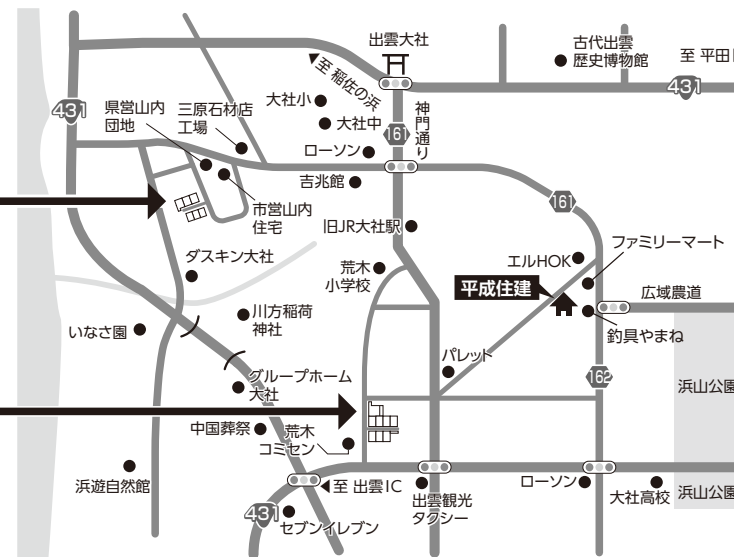 出雲大社
古代出雲
歴史博物館
至 平田
431
至 稲佐の浜
431
県営山内
団地
三原石材店
工場
大社小
大社中
161
神門通り
ローソン
吉兆館
161
市営山内
住宅
旧JR大社駅
ダスキン大社
荒木
小学校
エルHOK
ファミリーマート
平成住建
広域農道
川方稲荷
神社
いなさ園
釣具やまね
パレット
グループホーム
大社
162
浜山公園
中国葬祭
荒木
コミセン
浜遊自然館
至 出雲IC
出雲観光
タクシー
ローソン
大社高校
浜山公園
431
セブンイレブン